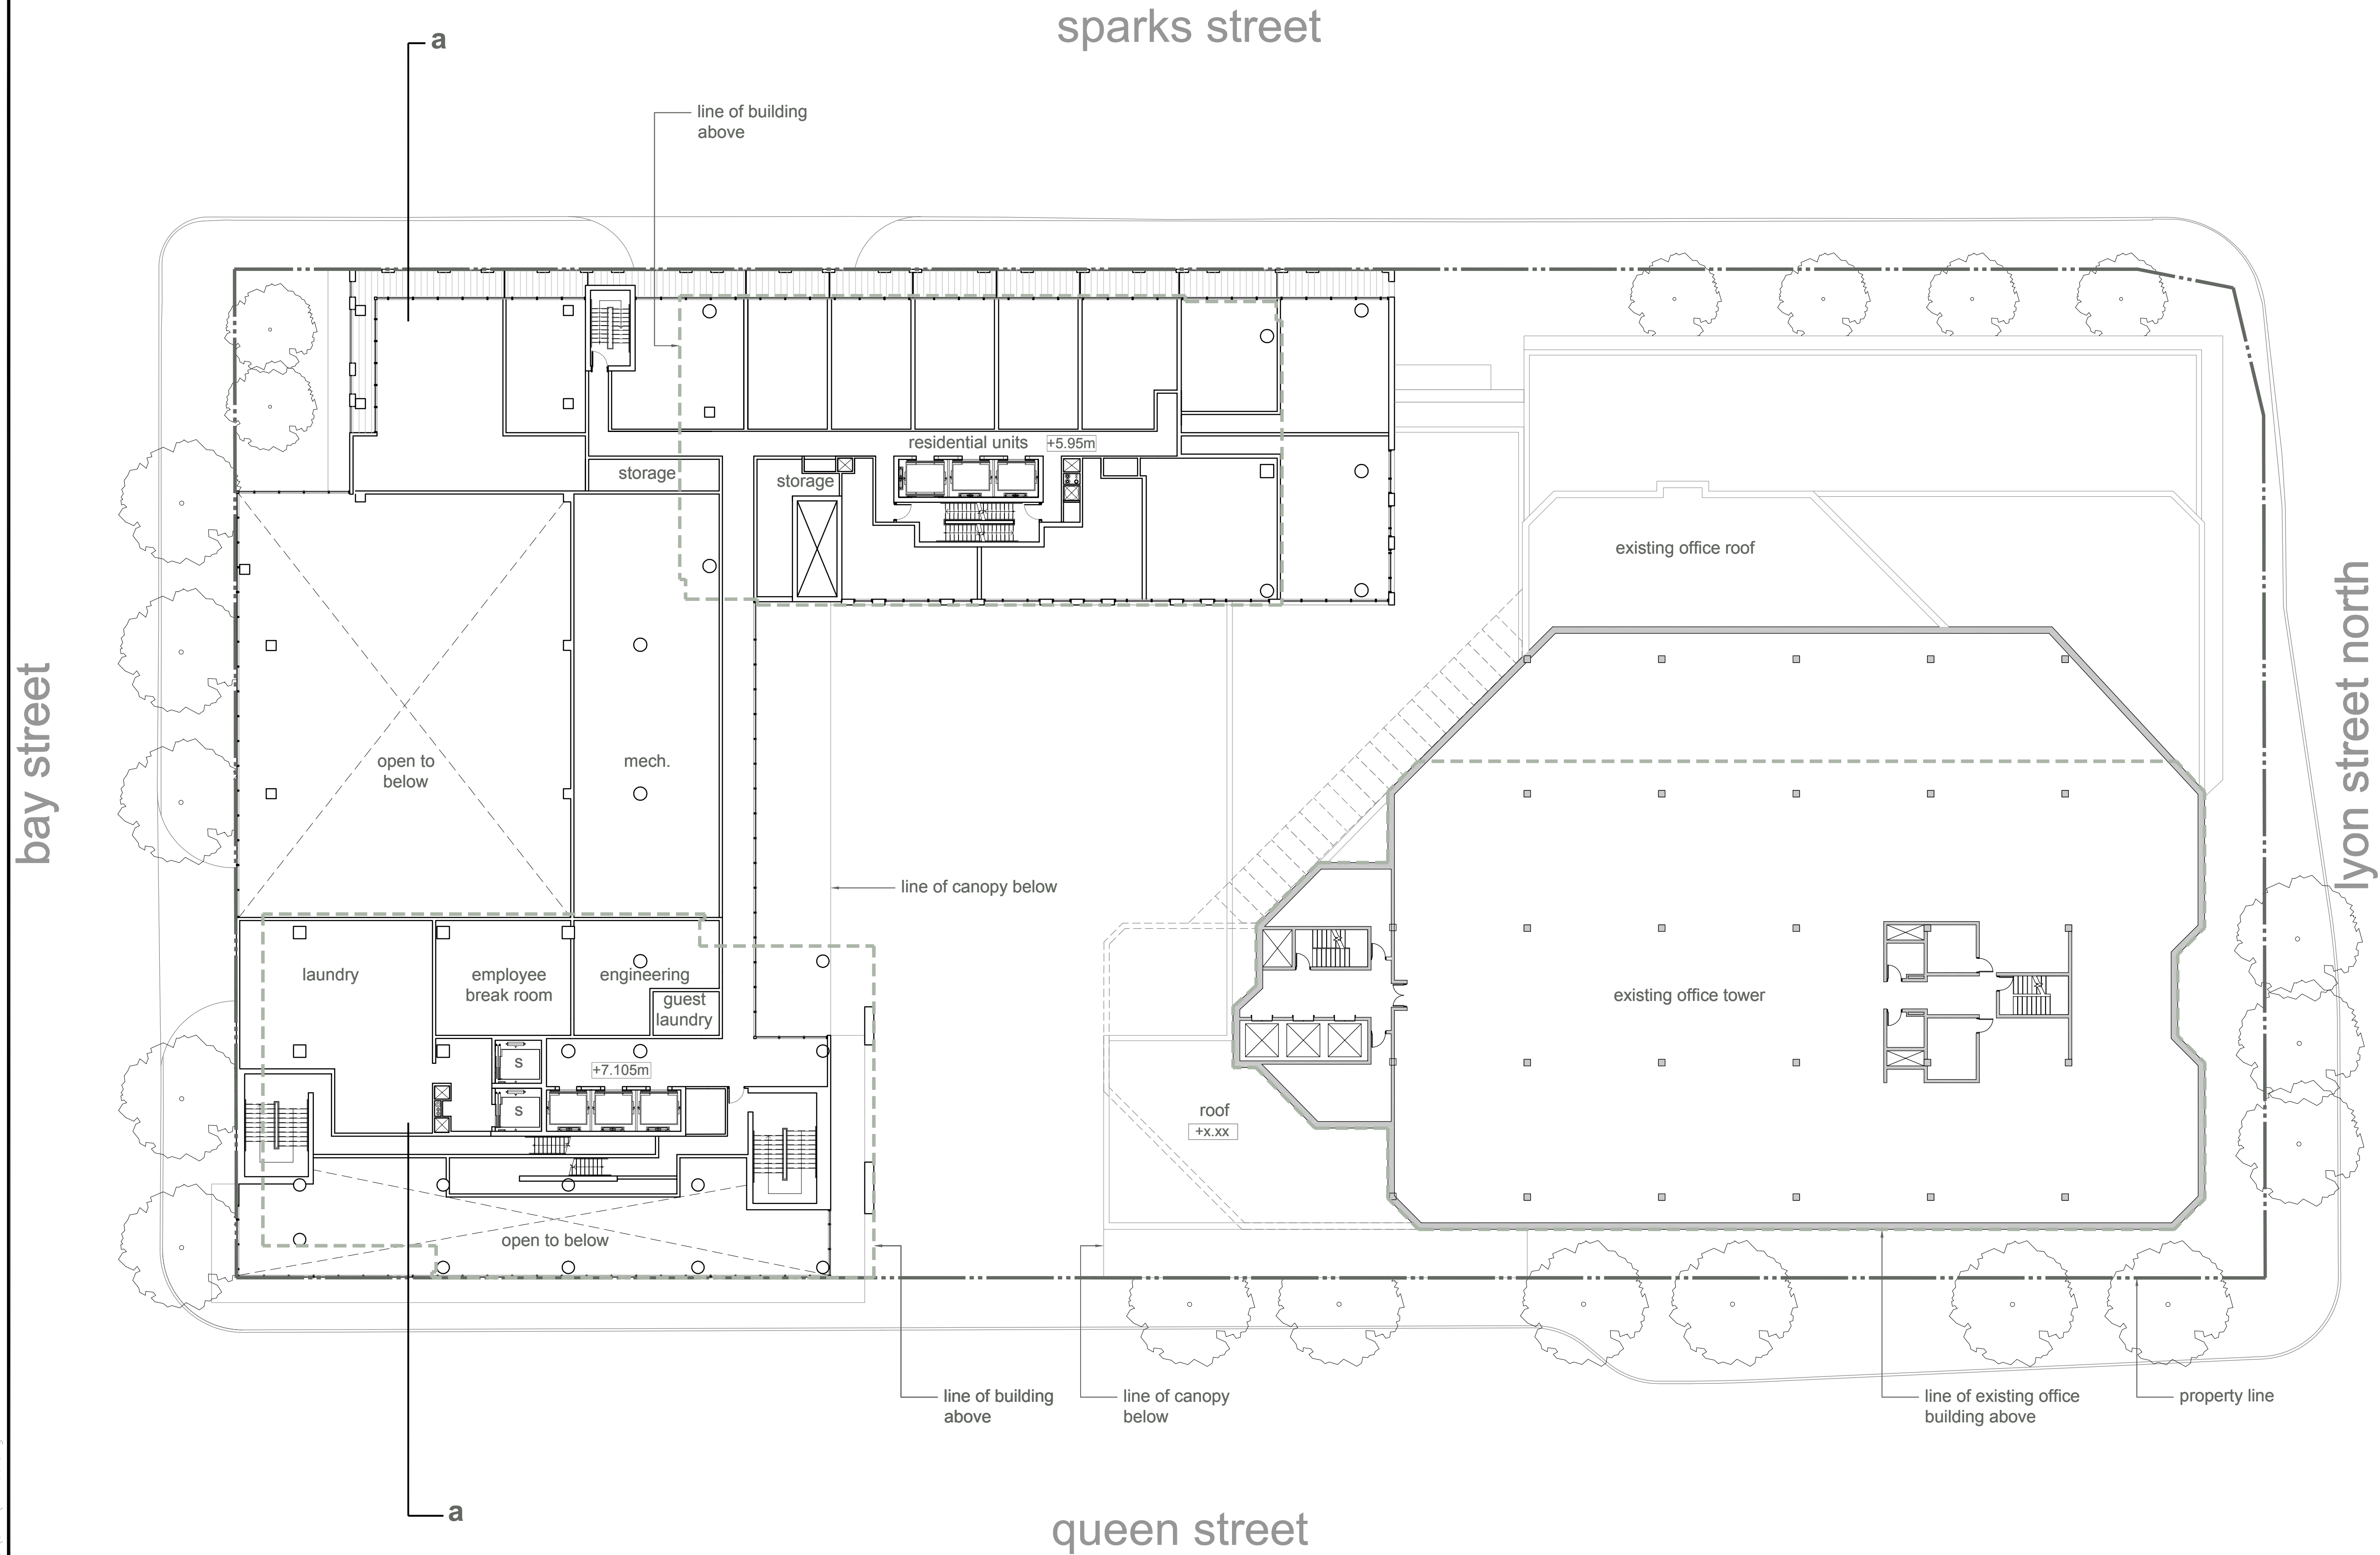 sparks street
a
line of building
above
residential units
+5.95m
storage
storage
existing office roof
bay street
lyon street north
open to
below
mech.
line of canopy below
laundry
employee
break room
engineering
guest
laundry
existing office tower
S
+7.105m
S
roof
+x.xx
open to below
line of building
above
line of canopy
below
line of existing office
building above
property line
a
queen street